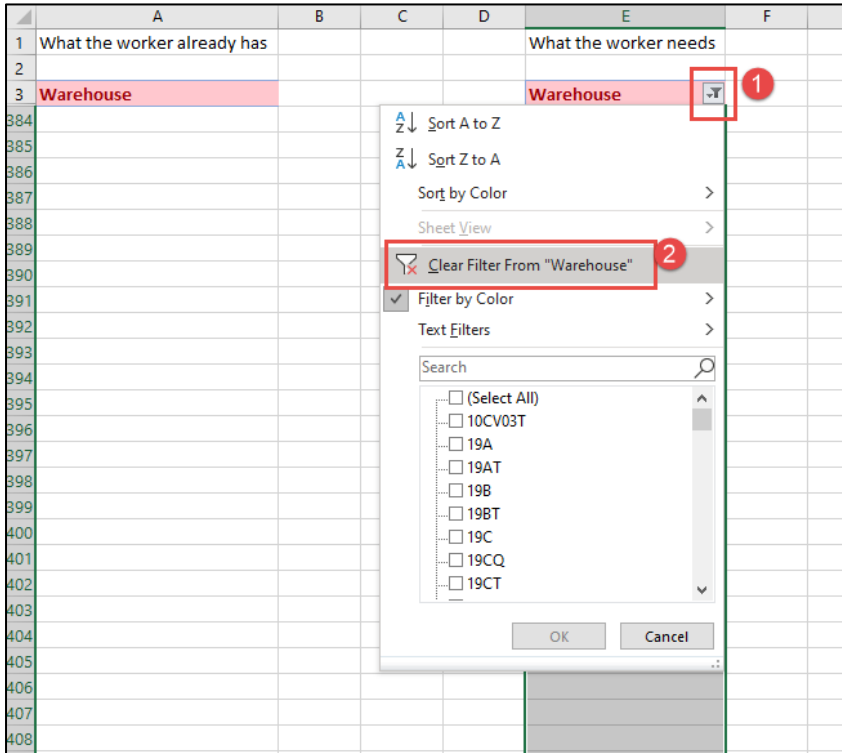 A B C D E F
1 What the worker already has What the worker needs
2
3 Warehouse Warehouse 1
384
385
386
387
388
389
390
391
392
393
394
395
396
397
398
399
400
401
402
403
404
405
406
407
408
Sort A to Z
Sort Z to A
Sort by Color
Sheet View
Clear Filter From "Warehouse" 2
Filter by Color
Text Filters
Search
(Select All)
10CV03T
19A
19AT
19B
19BT
19C
19CQ
19CT
OK Cancel